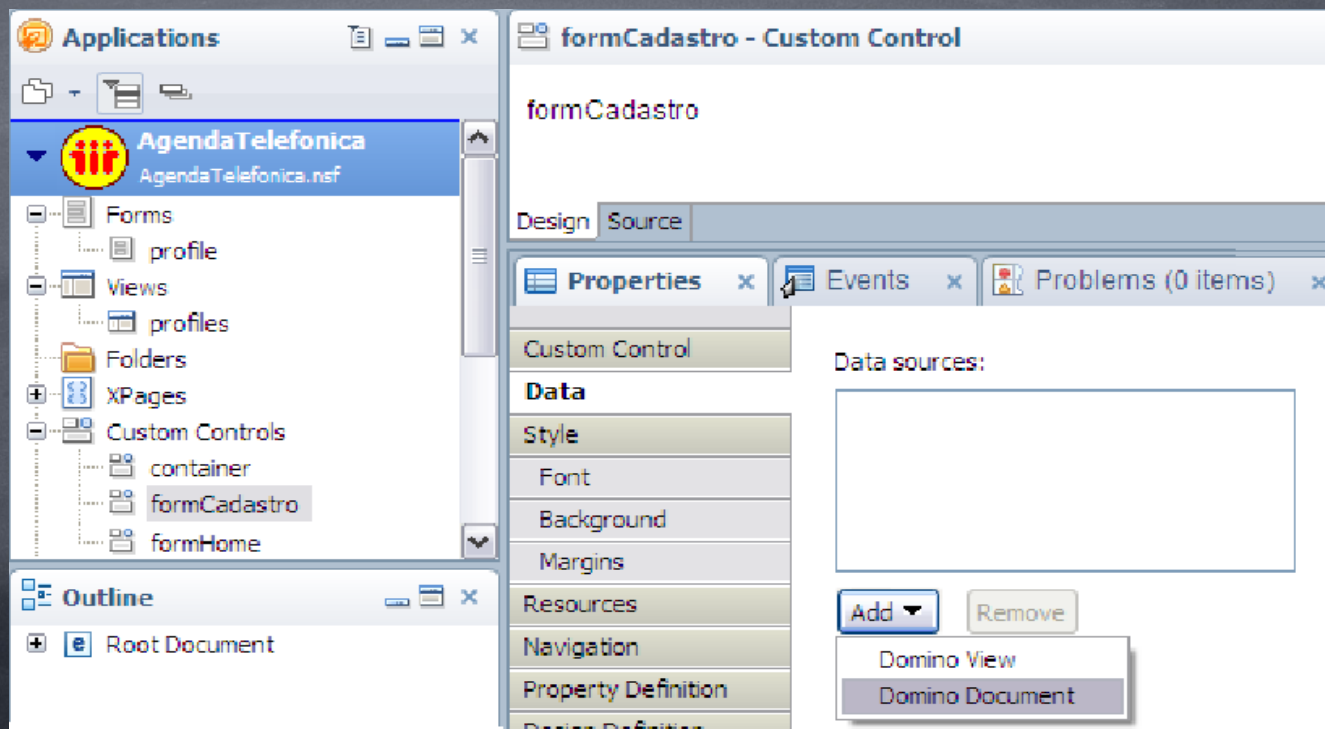 Applications
AgendaTelefonica
AgendaTelefonica.nsf
Forms
profile
Views
profiles
Folders
XPages
Custom Controls
container
formCadastro
formHome
Outline
Root Document
formCadastro - Custom Control
formCadastro
Design Source
Properties Events Problems (0 items)
Custom Control
Data
Style
Font
Background
Margins
Resources
Navigation
Property Definition
Design Definition
Data sources:
Add Remove
Domino View
Domino Document